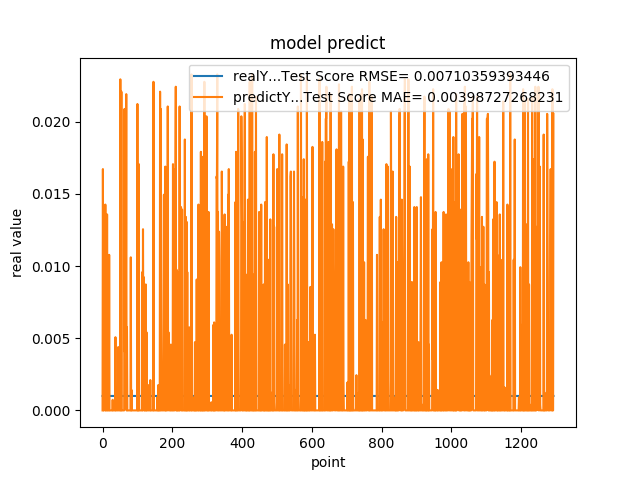 model predict
realY...Test Score RMSE= 0.00710359393446
predictY...Test Score MAE= 0.00398727268231
real value
0.020
0.015
0.010
0.005
0.000
0 200 400 600 800 1000 1200
point